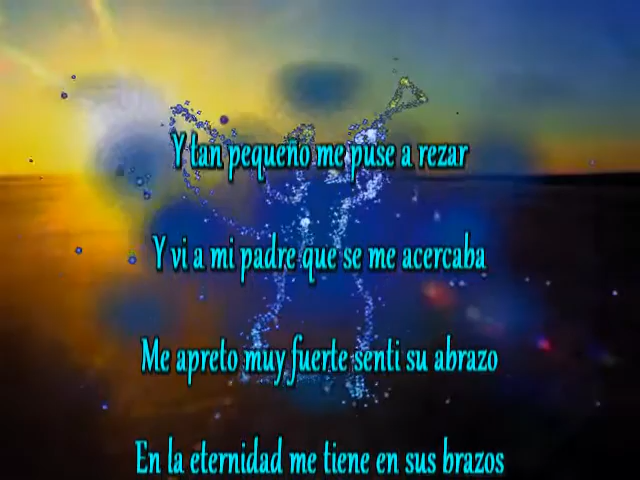 Y tan pequeño me puse a rezar
Y vi a mi padre que se me acercaba
Me apreto muy fuerte senti su abrazo
En la eternidad me tiene en sus brazos